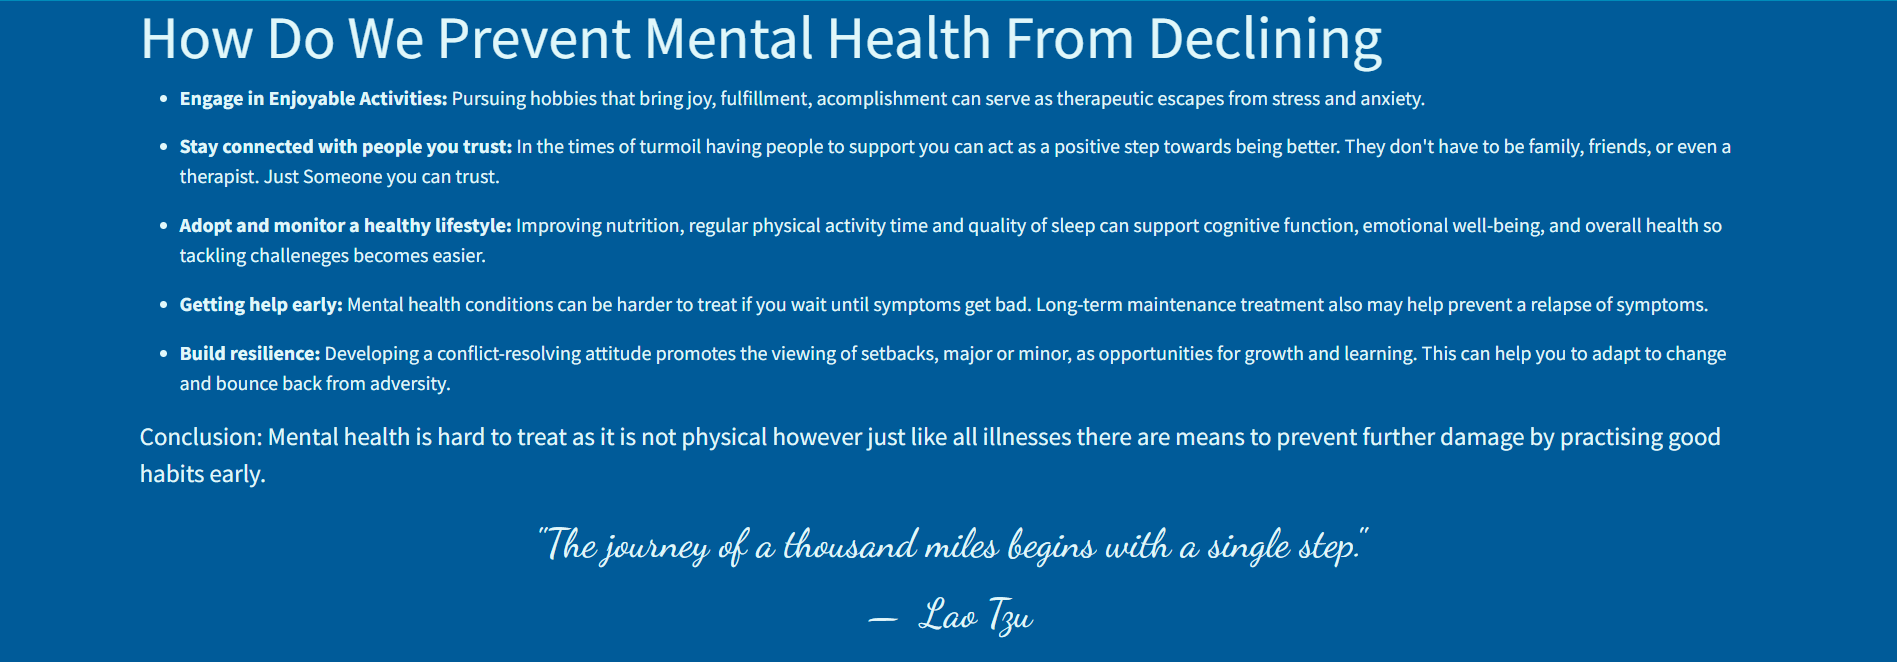 How Do We Prevent Mental Health From Declining
• Engage in Enjoyable Activities: Pursuing hobbies that bring joy, fulfillment, acomplishment can serve as therapeutic escapes from stress and anxiety.
• Stay connected with people you trust: In the times of turmoil having people to support you can act as a positive step towards being better. They don't have to be family, friends, or even a
therapist. Just Someone you can trust.
• Adopt and monitor a healthy lifestyle: Improving nutrition, regular physical activity time and quality of sleep can support cognitive function, emotional well-being, and overall health so
tackling challeneges becomes easier.
• Getting help early: Mental health conditions can be harder to treat if you wait until symptoms get bad. Long-term maintenance treatment also may help prevent a relapse of symptoms.
• Build resilience: Developing a conflict-resolving attitude promotes the viewing of setbacks, major or minor, as opportunities for growth and learning. This can help you to adapt to change
and bounce back from adversity.
Conclusion: Mental health is hard to treat as it is not physical however just like all illnesses there are means to prevent further damage by practising good
habits early.
"The journey of a thousand miles begins with a single step."
— Lao Tzu